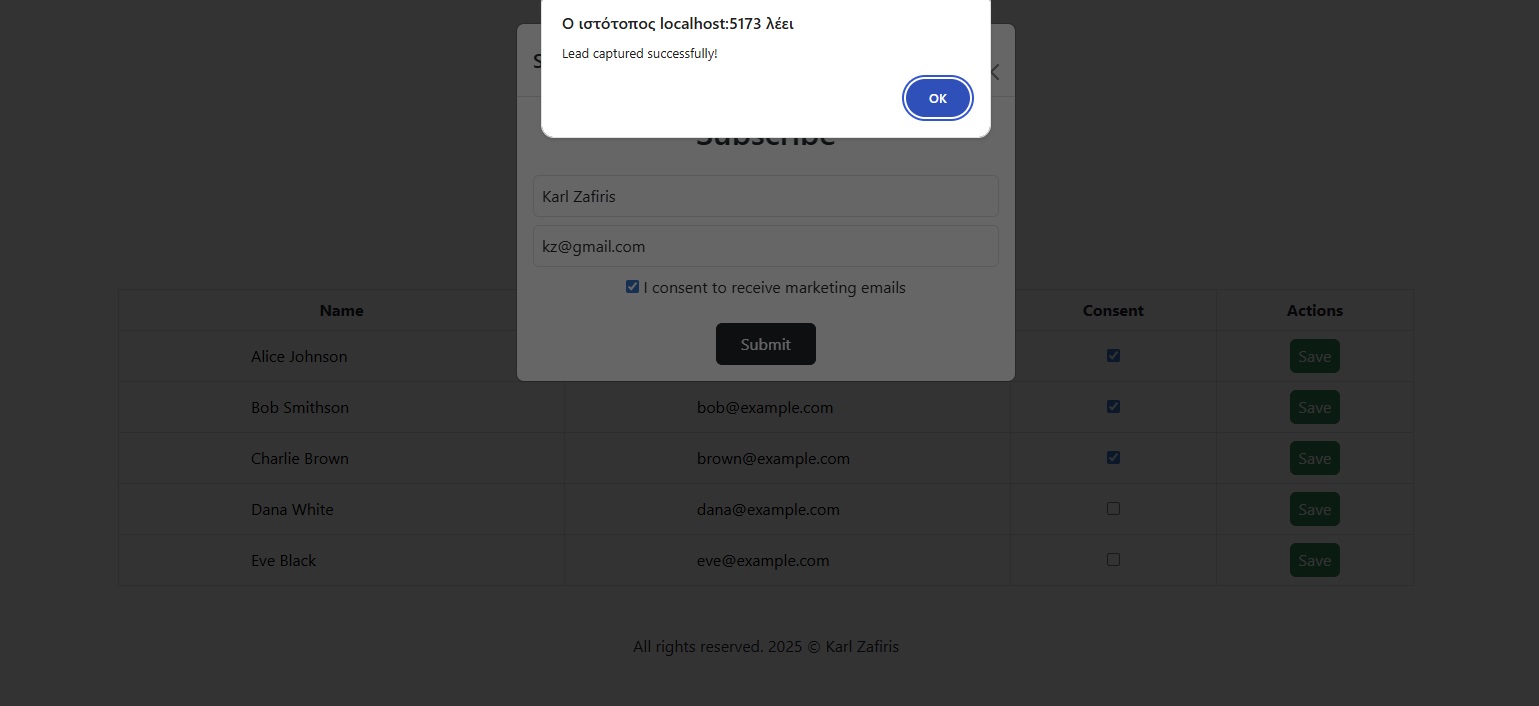 Ο ιστότοπος localhost:5173 λέει
Lead captured successfully!
OK
Subscribe
Karl Zafiris
kz@gmail.com
I consent to receive marketing emails
Submit
Name Consent Actions
Alice Johnson Save
Bob Smithson bob@example.com Save
Charlie Brown brown@example.com Save
Dana White dana@example.com Save
Eve Black eve@example.com Save
All rights reserved. 2025 © Karl Zafiris